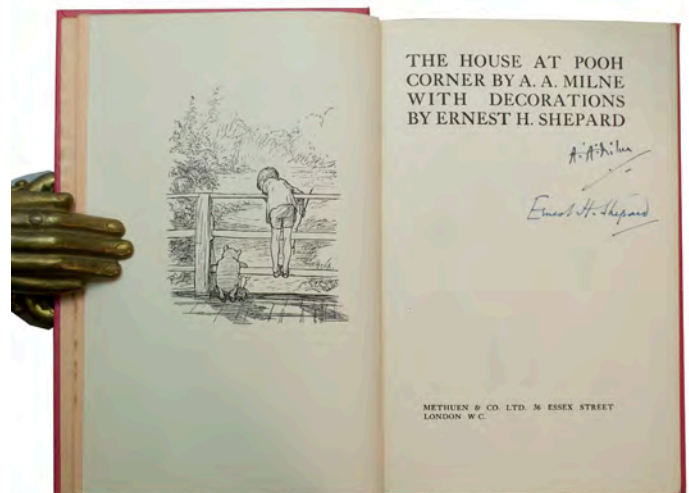 THE HOUSE AT POOH
CORNER BY A. A. MILNE
WITH DECORATIONS
BY ERNEST H. SHEPARD
A. A. Milne
Ernest H. Shepard
METHUEN & CO. LTD. 36 ESSEX STREET
LONDON W C.